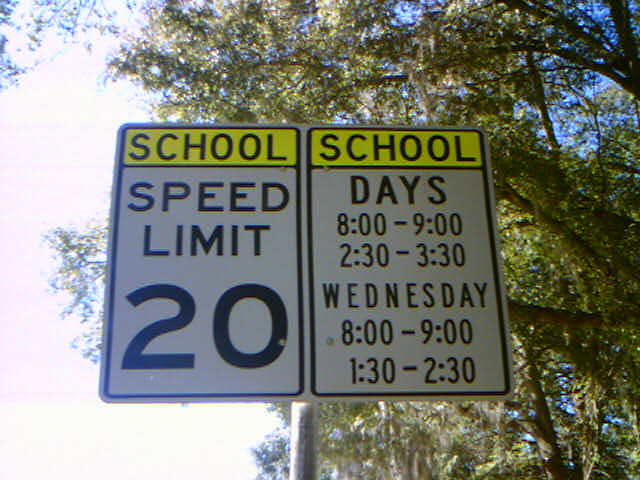 SCHOOL
SPEED
LIMIT
20
SCHOOL
DAYS
8:00 - 9:00
2:30 - 3:30
WEDNESDAY
8:00 - 9:00
1:30 - 2:30